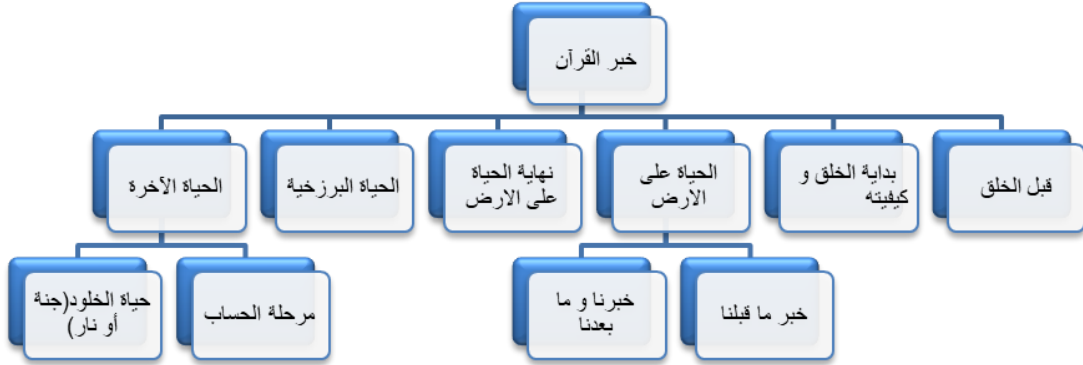 خبر القرآن
قبل الخلق
بداية الخلق و
كيفيته
الحياة على
الارض
نهاية الحياة
على الارض
الحياة البرزخية
الحياة الآخرة
خبر ما قبلنا
خبرنا و ما
بعدنا
مرحلة الحساب
حياة الخلود(جنة
أو نار)